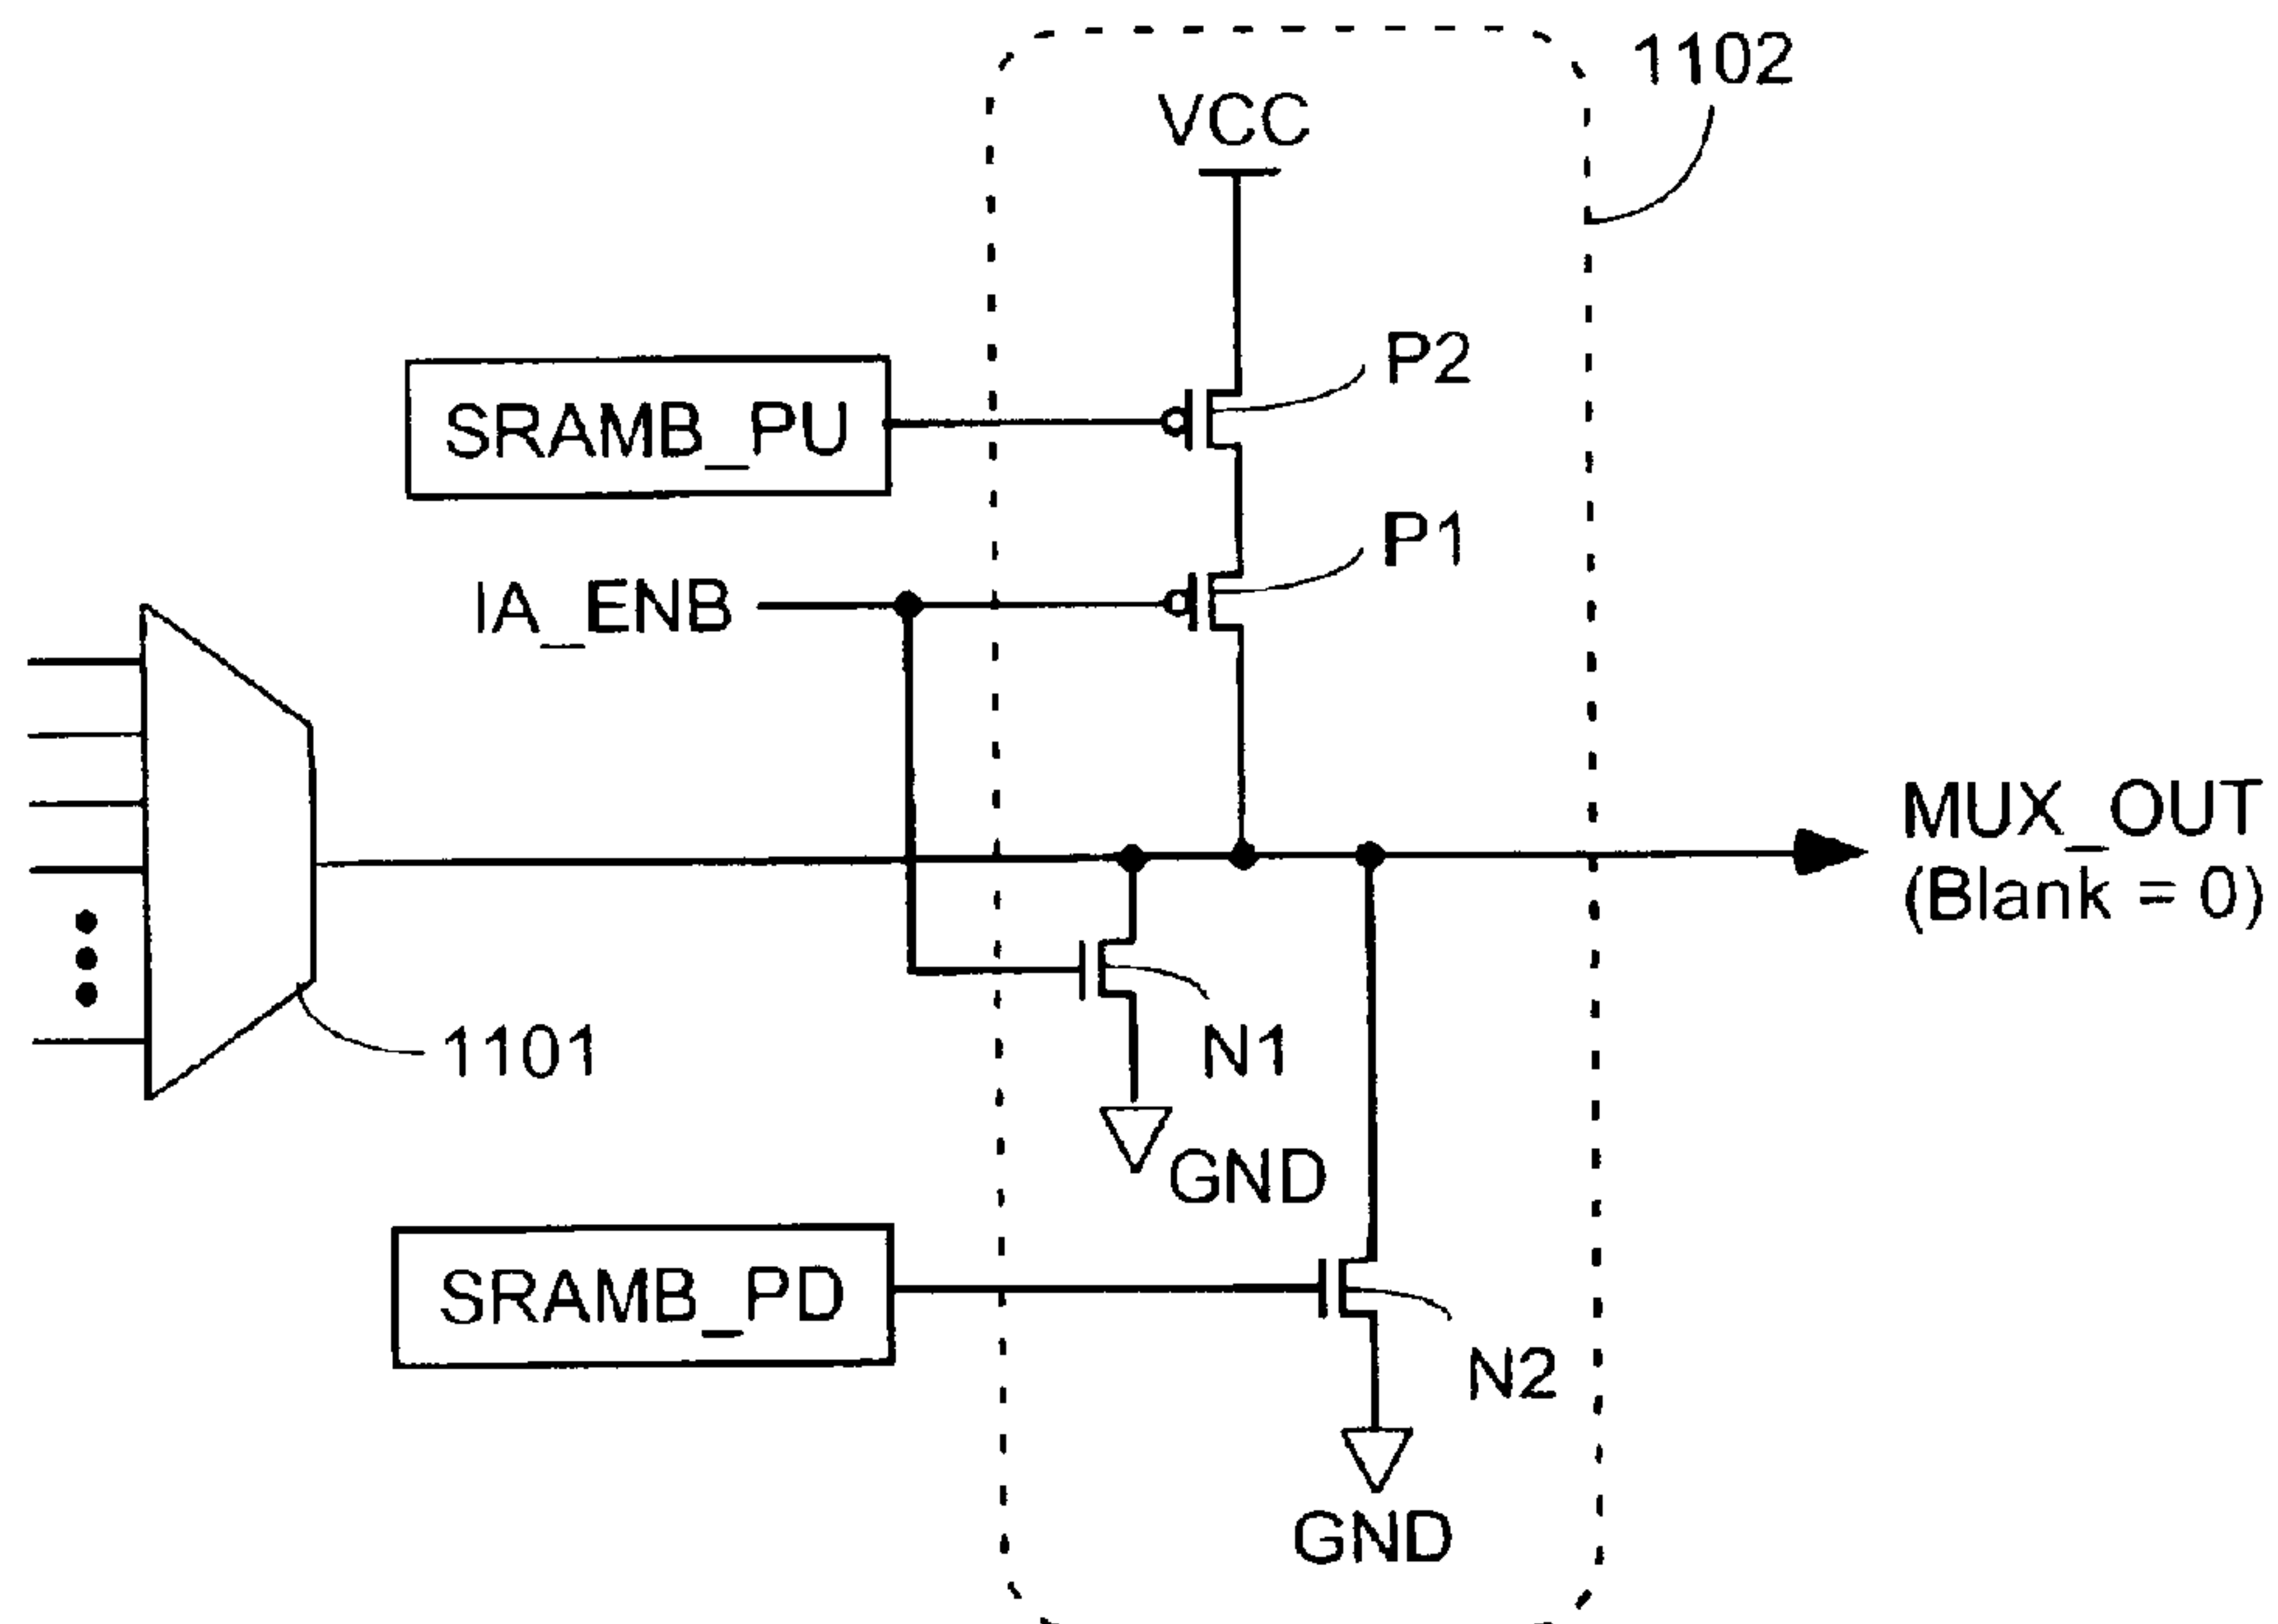 1102
VCC
P2
SRAMB_PU
P1
IA_ENB
MUX_OUT
(Blank = 0)
1101
N1
GND
SRAMB_PD
N2
GND